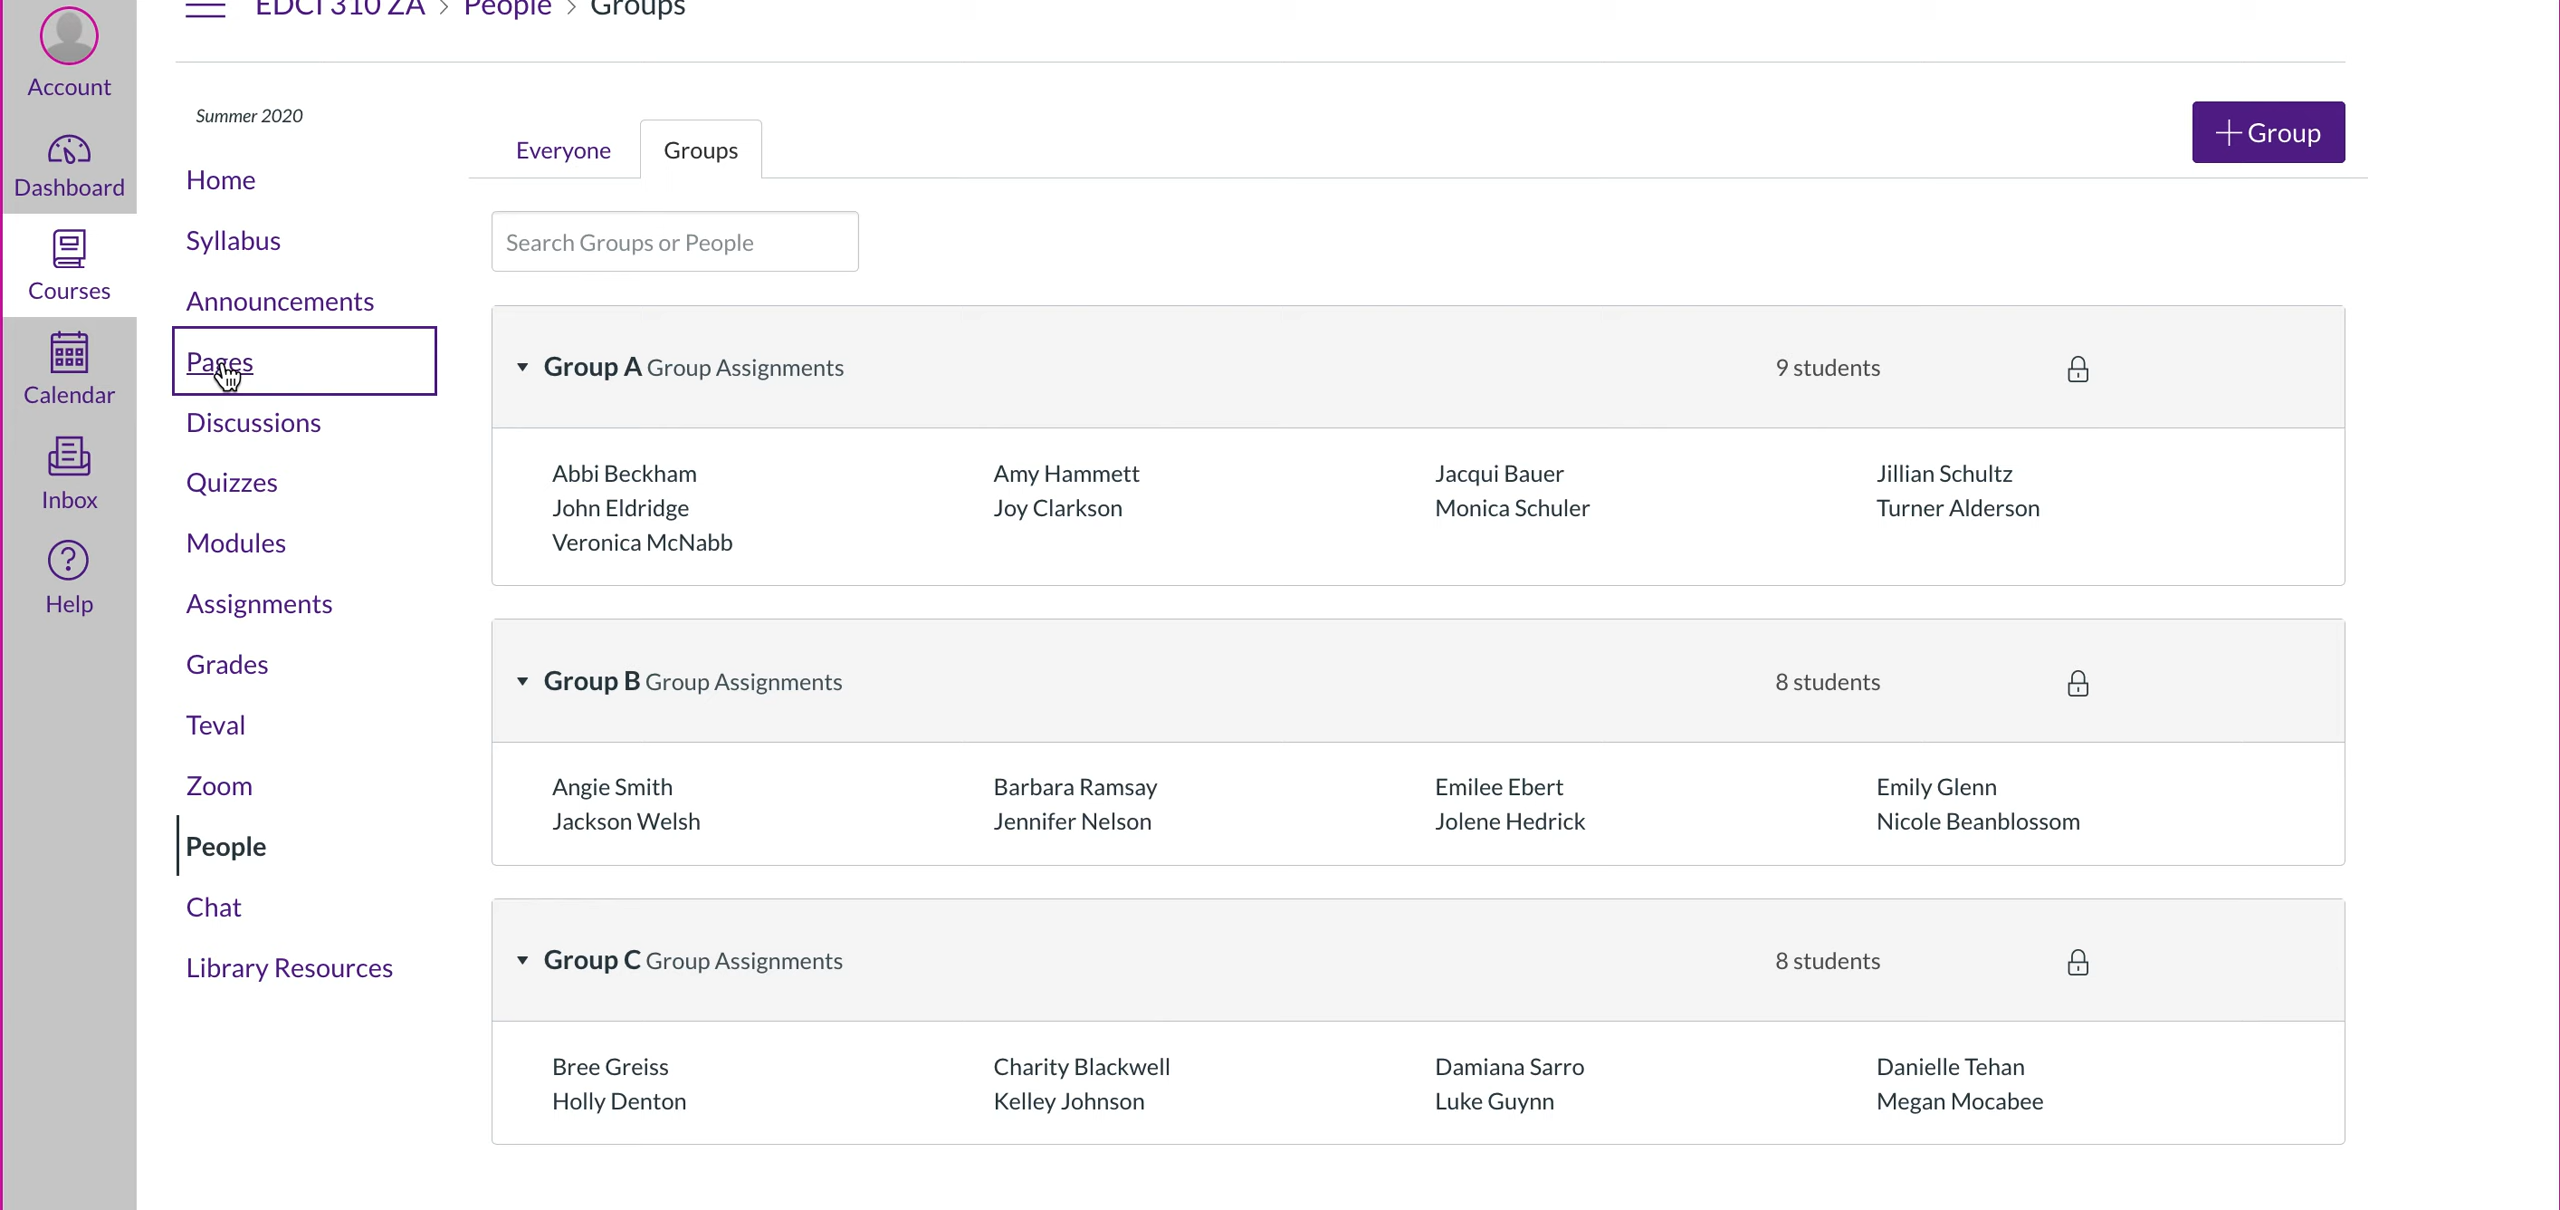 EDCI 310 ZA > People > Groups
Account
Dashboard
Courses
Calendar
Inbox
Help
Summer 2020
Home
Syllabus
Announcements
Pages
Discussions
Quizzes
Modules
Assignments
Grades
Teval
Zoom
People
Chat
Library Resources
Everyone Groups
+ Group
Search Groups or People
Group A Group Assignments 9 students
Abbi Beckham Amy Hammett Jacqui Bauer Jillian Schultz
John Eldridge Joy Clarkson Monica Schuler Turner Alderson
Veronica McNabb
Group B Group Assignments 8 students
Angie Smith Barbara Ramsay Emilee Ebert Emily Glenn
Jackson Welsh Jennifer Nelson Jolene Hedrick Nicole Beanblossom
Group C Group Assignments 8 students
Bree Greiss Charity Blackwell Damiana Sarro Danielle Tehan
Holly Denton Kelley Johnson Luke Guynn Megan Mocabee